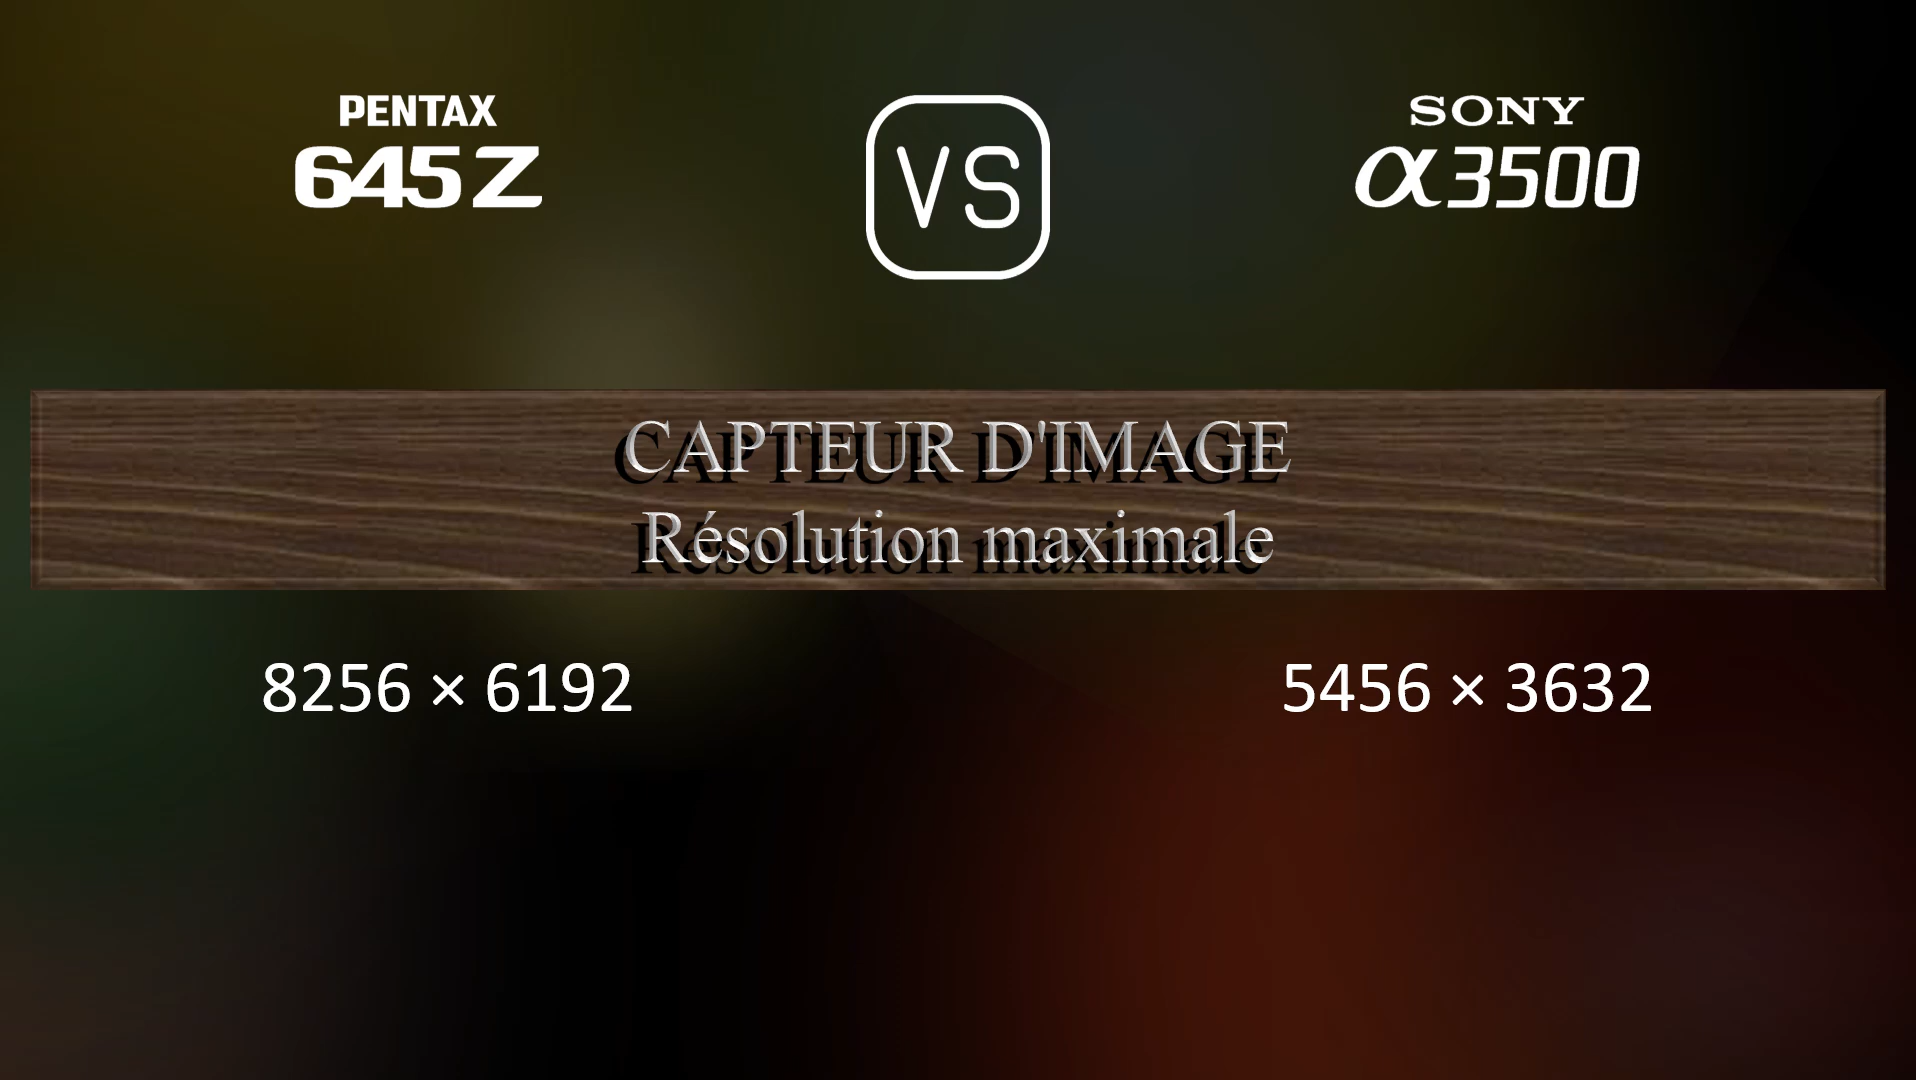 PENTAX
645Z
VS
SONY
α3500
CAPTEUR D'IMAGE
Résolution maximale
8256 × 6192
5456 × 3632